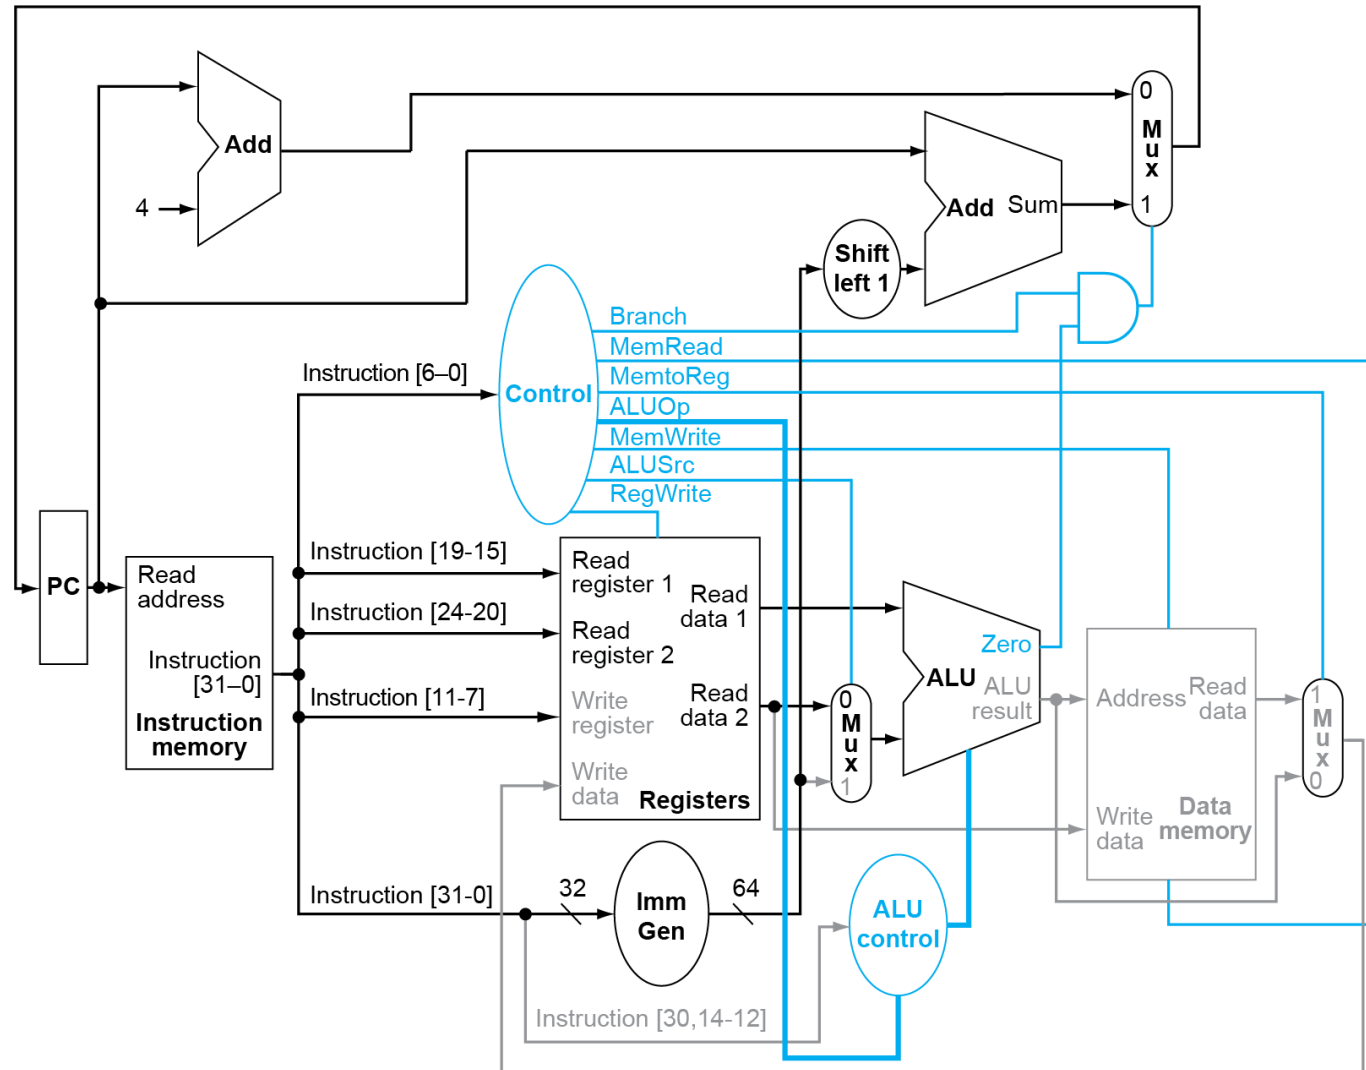 0
M
u
x
1
Add
4
Add Sum
Shift
left 1
Branch
MemRead
MemtoReg
ALUOp
MemWrite
ALUSrc
RegWrite
Instruction [6–0]
Control
PC
Read
address
Instruction
[31–0]
Instruction
memory
Instruction [19-15]
Instruction [24-20]
Instruction [11-7]
Instruction [31-0]
Read
register 1
Read
register 2
Write
register
Write
data
Read
data 1
Read
data 2
Registers
0
M
u
x
1
Zero
ALU
ALU
result
Address
Read
data
Write
data
Data
memory
1
M
u
x
0
32
Imm
Gen
64
ALU
control
Instruction [30,14-12]